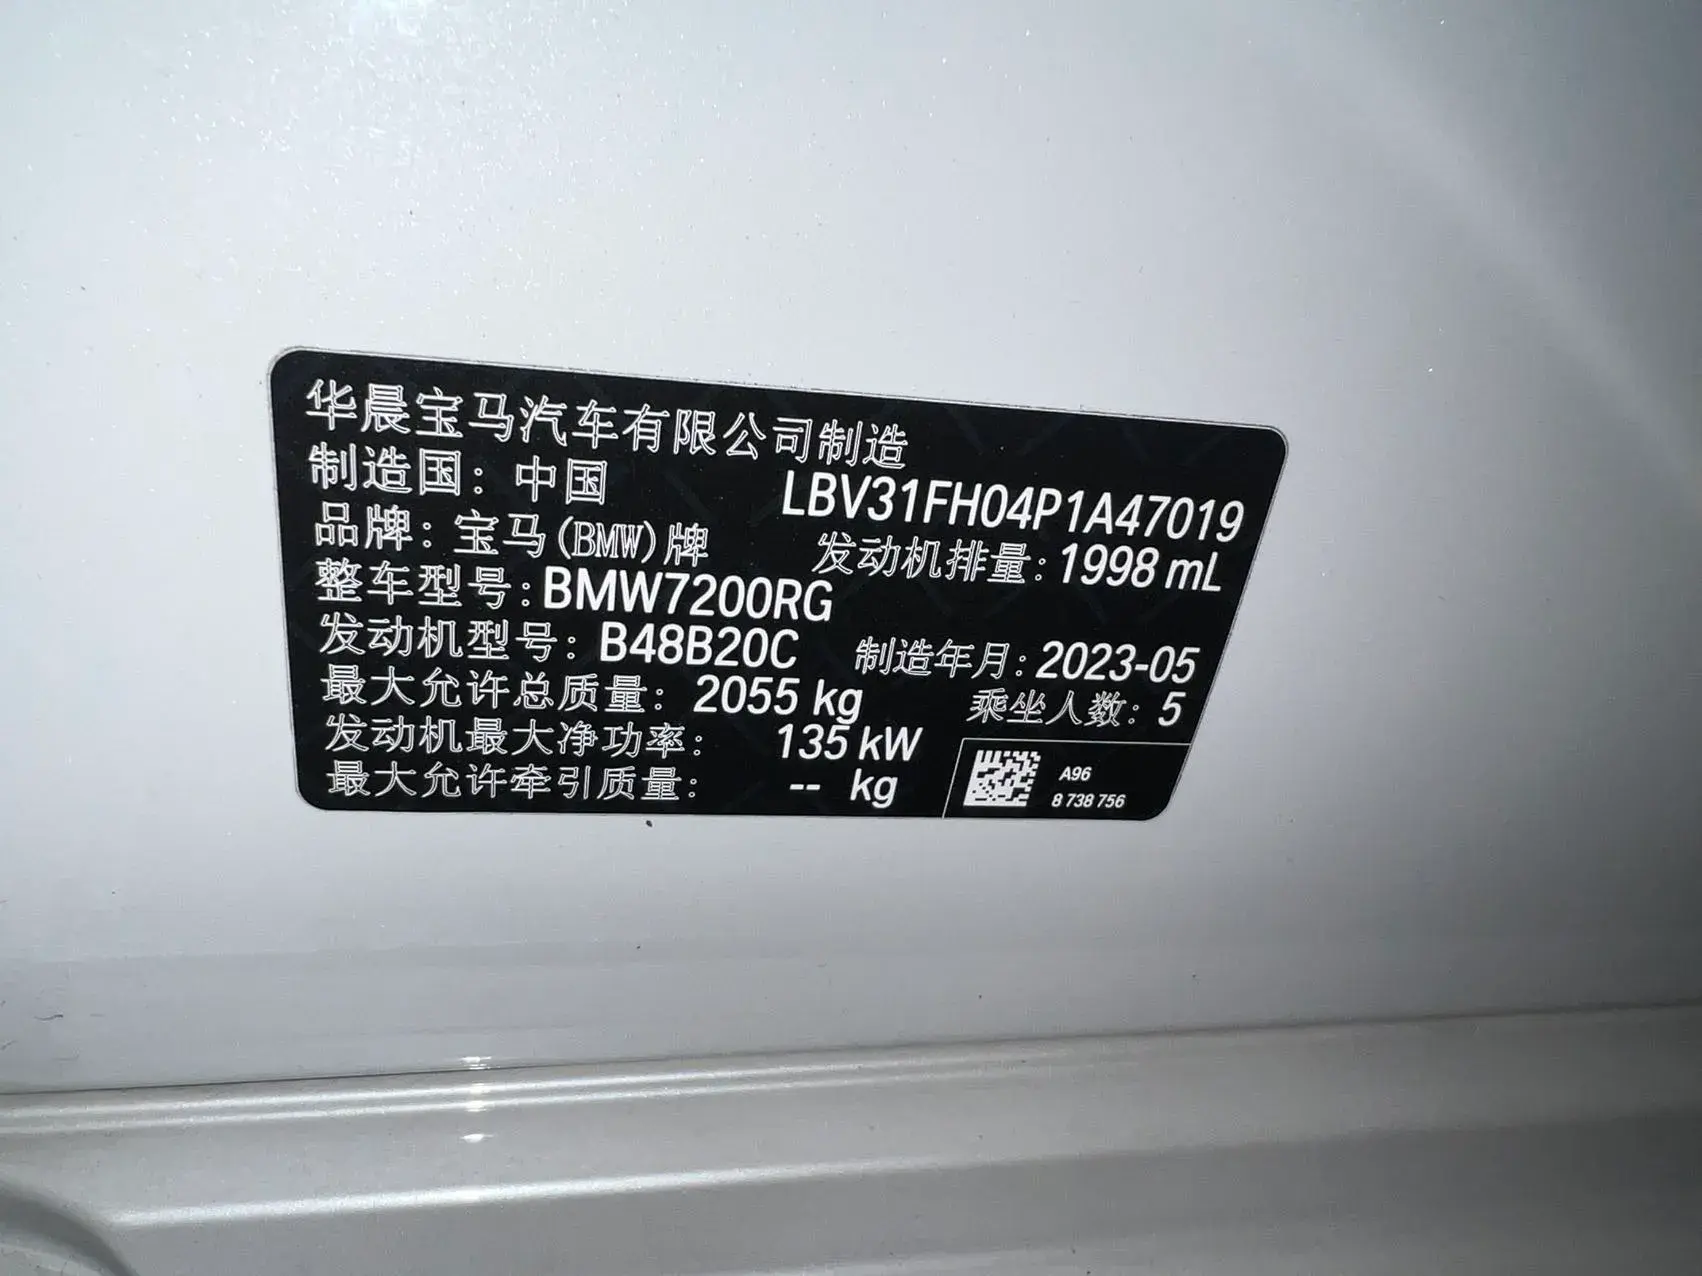 华晨宝马汽车有限公司制造
制造国：中国
LBV31FH04P1A47019
品牌：宝马(BMW)牌
发动机排量：1998 mL
整车型号：BMW7200RG
发动机型号：B48B20C
制造年月：2023-05
最大允许总质量：2055 kg
乘坐人数：5
发动机最大净功率：135 kW
最大允许牵引质量：-- kg
A96
8 738 756